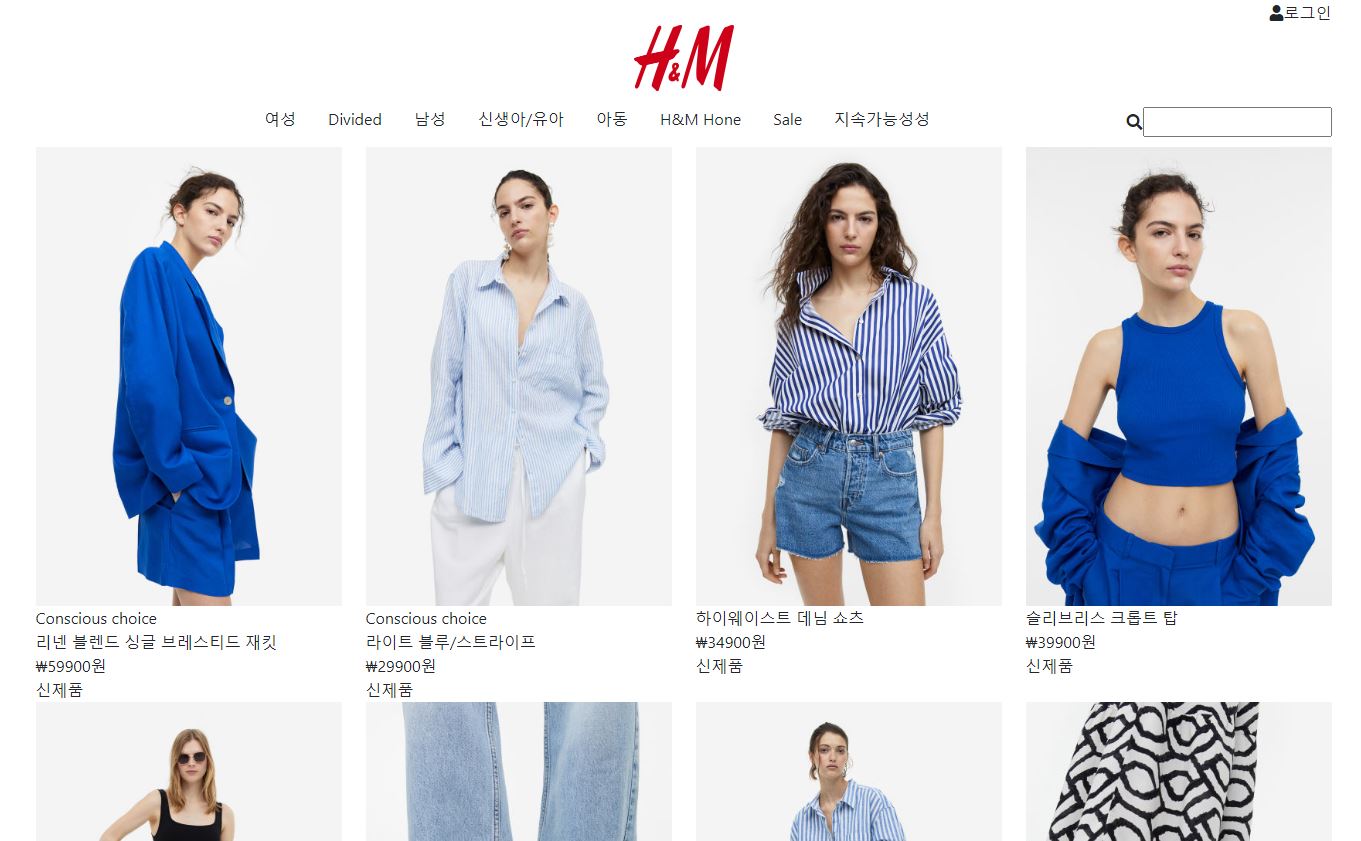 로그인
H&M
여성 Divided 남성 신생아/유아 아동 H&M Hone Sale 지속가능성성
Conscious choice
리넨 블렌드 싱글 브레스티드 재킷
₩59900원
신제품
Conscious choice
라이트 블루/스트라이프
₩29900원
신제품
하이웨이스트 데님 쇼츠
₩34900원
신제품
슬리브리스 크롭트 탑
₩39900원
신제품